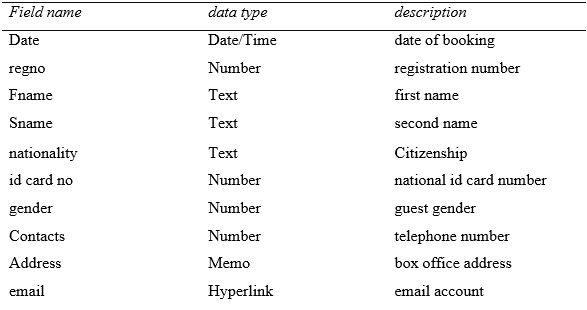 Field name data type description
Date Date/Time date of booking
regno Number registration number
Fname Text first name
Sname Text second name
nationality Text Citizenship
id card no Number national id card number
gender Number guest gender
Contacts Number telephone number
Address Memo box office address
email Hyperlink email account